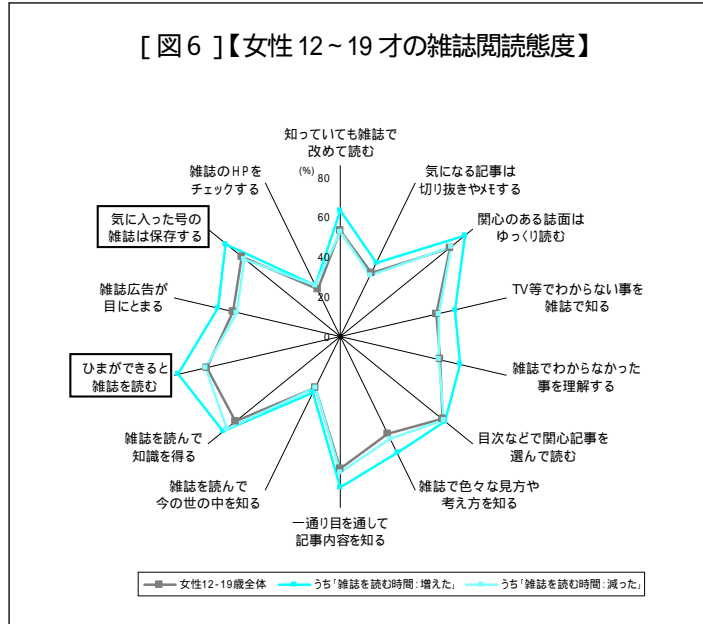 [ 図6 ]【女性12~19才の雑誌閲読態度】
知っていても雑誌で
改めて読む
気になる記事は
切り抜きやメモする
関心のある誌面は
ゆっくり読む
TV等でわからない事を
雑誌で知る
雑誌でわからなかった
事を理解する
目次などで関心記事を
選んで読む
雑誌で色々な見方や
考え方を知る
一通り目を通して
記事内容を知る
雑誌を読んで
今の世の中を知る
雑誌を読んで
知識を得る
ひまができると
雑誌を読む
雑誌広告が
目にとまる
気に入った号の
雑誌は保存する
雑誌のHPを
チェックする
(%)
80
60
40
20
0
女性12-19歳全体
うち「雑誌を読む時間:増えた」
うち「雑誌を読む時間:減った」